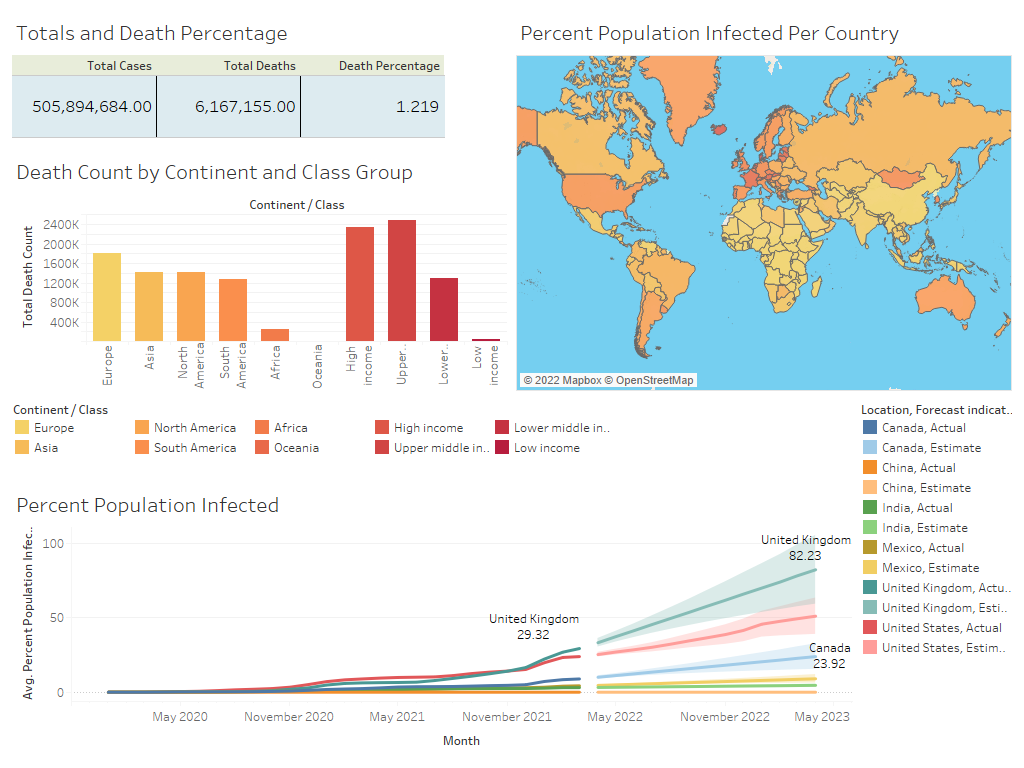 Totals and Death Percentage
Total Cases Total Deaths Death Percentage
505,894,684.00 6,167,155.00 1.219
Death Count by Continent and Class Group
Continent / Class
Total Death Count
2400K
2000K
1600K
1200K
800K
400K
Europe
Asia
North
America
South
America
Africa
Oceania
High
income
Upper..
Lower..
Low
income
Percent Population Infected Per Country
© 2022 Mapbox © OpenStreetMap
Continent / Class
Europe
Asia
North America
South America
Africa
Oceania
High income
Upper middle in..
Lower middle in..
Low income
Location, Forecast indicat..
Canada, Actual
Canada, Estimate
China, Actual
China, Estimate
India, Actual
India, Estimate
Mexico, Actual
Mexico, Estimate
United Kingdom, Actu..
United Kingdom, Esti..
United States, Actual
United States, Estim..
Percent Population Infected
Avg. Percent Population Infec..
100
50
0
United Kingdom
29.32
United Kingdom
82.23
Canada
23.92
May 2020 November 2020 May 2021 November 2021 May 2022 November 2022 May 2023
Month